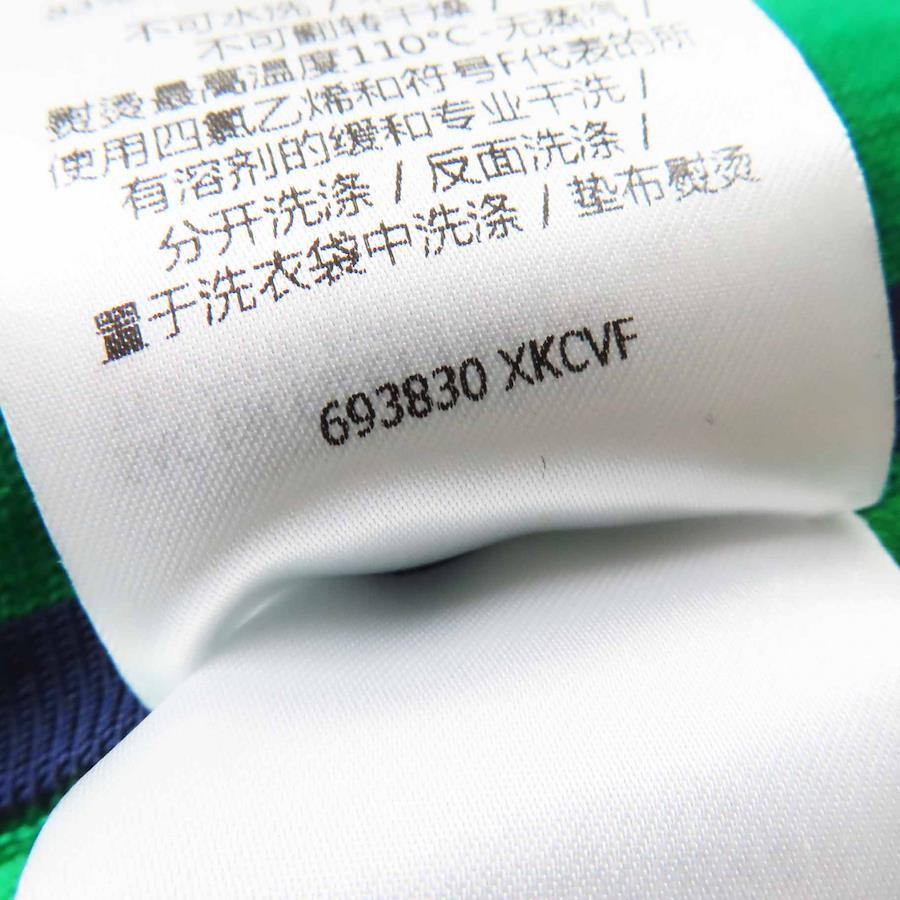 不可水洗 /
不可翻转干燥 /
熨烫最高温度110°C-无蒸汽 /
使用四氯乙烯和符号F代表的所
有溶剂的缓和专业干洗 /
分开洗涤 / 反面洗涤 /
置于洗衣袋中洗涤 / 垫布熨烫
693830 XKCVF